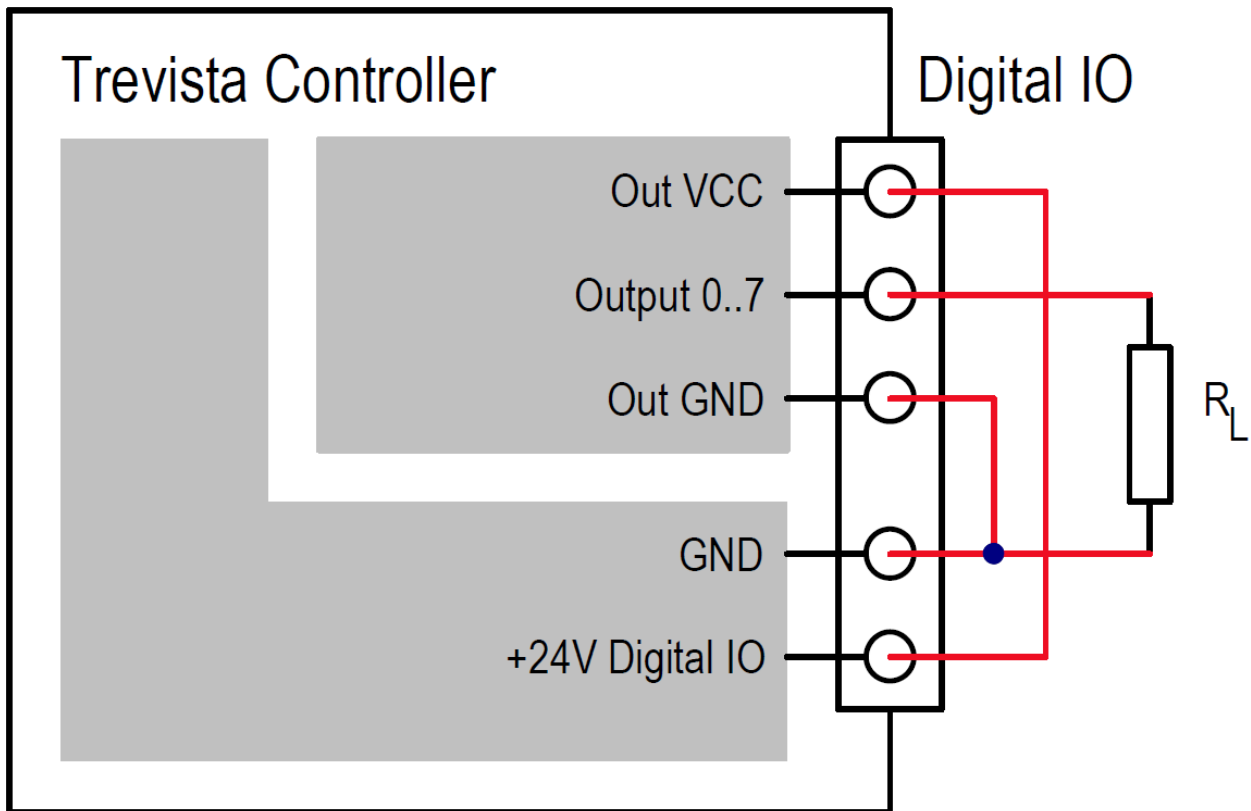 Trevista Controller
Digital IO
Out VCC
Output 0..7
Out GND
RL
GND
+24V Digital IO